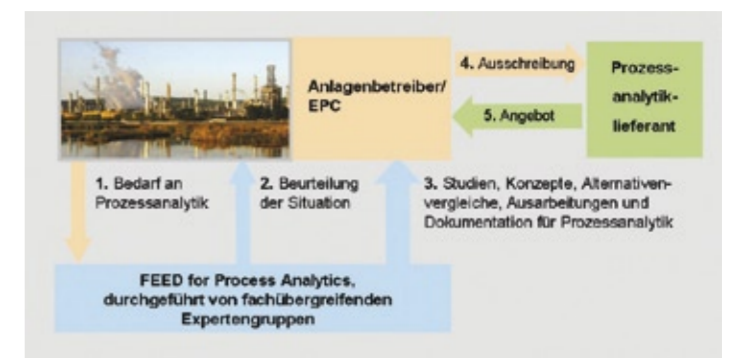 Anlagenbetreiber/
EPC
4. Ausschreibung
5. Angebot
Prozess-
analytik-
lieferant
1. Bedarf an
Prozessanalytik
2. Beurteilung
der Situation
3. Studien, Konzepte, Alternativen-
vergleiche, Ausarbeitungen und
Dokumentation für Prozessanalytik
FEED for Process Analytics,
durchgeführt von fachübergreifenden
Expertengruppen